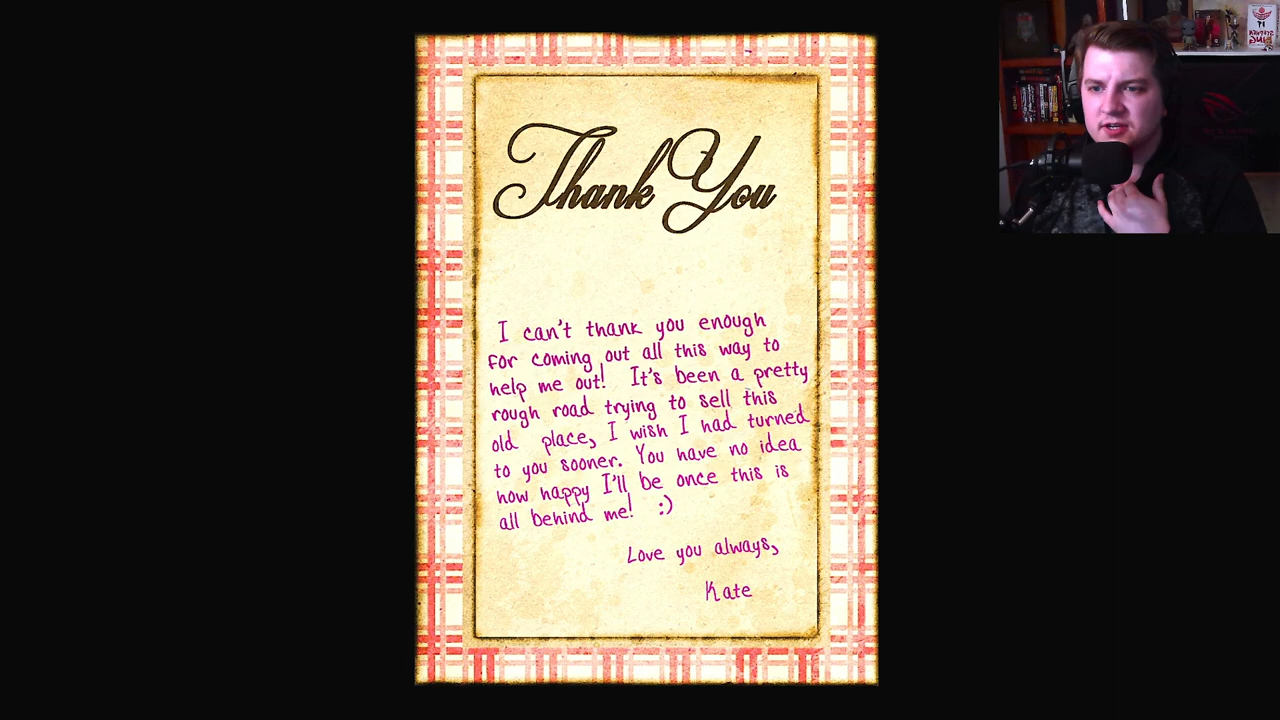 Thank You
I can't thank you enough
for coming out all this way to
help me out! It's been a pretty
rough road trying to sell this
old place, I wish I had turned
to you sooner. You have no idea
how happy I'll be once this is
all behind me! :)
Love you always,
Kate